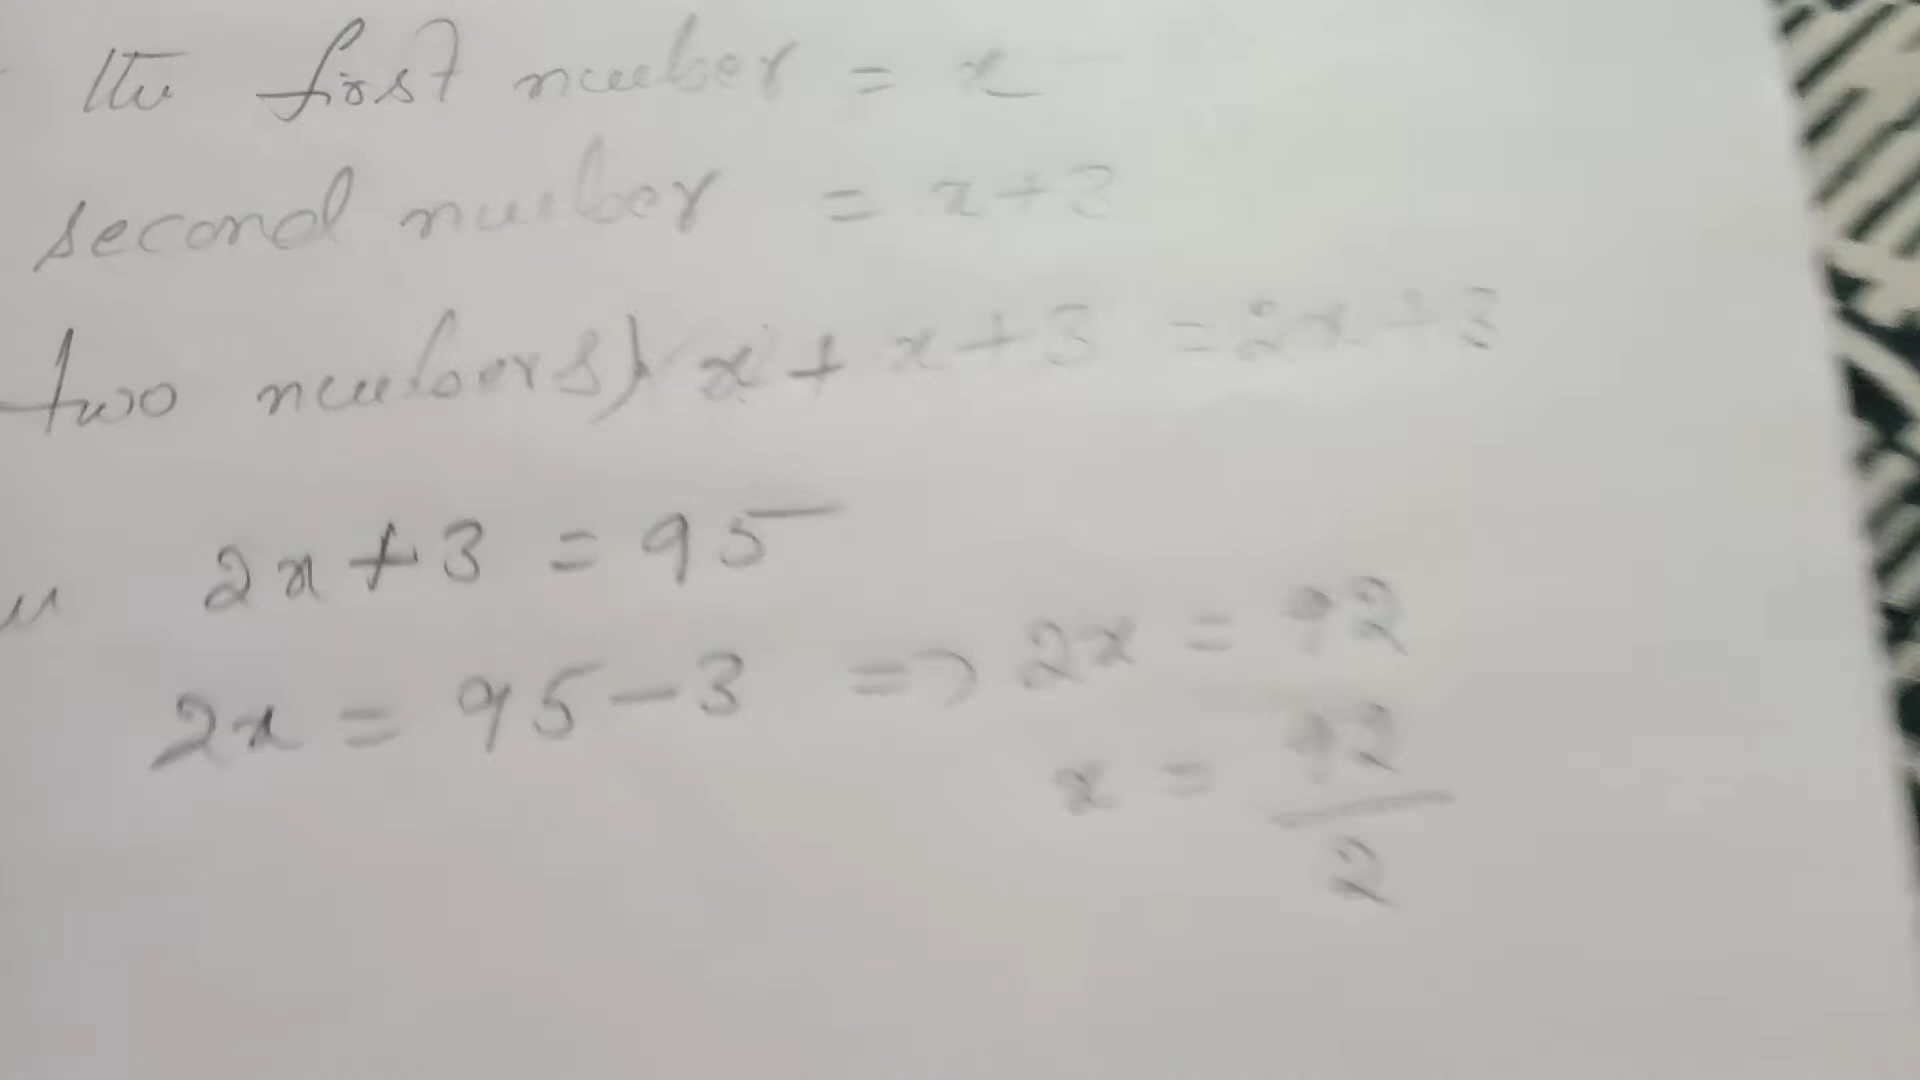 the first number = x
second number = x+3
two numbers) x + x + 3 = 2x + 3
2x + 3 = 95
2x = 95 - 3 => 2x = 92
x = 92/2